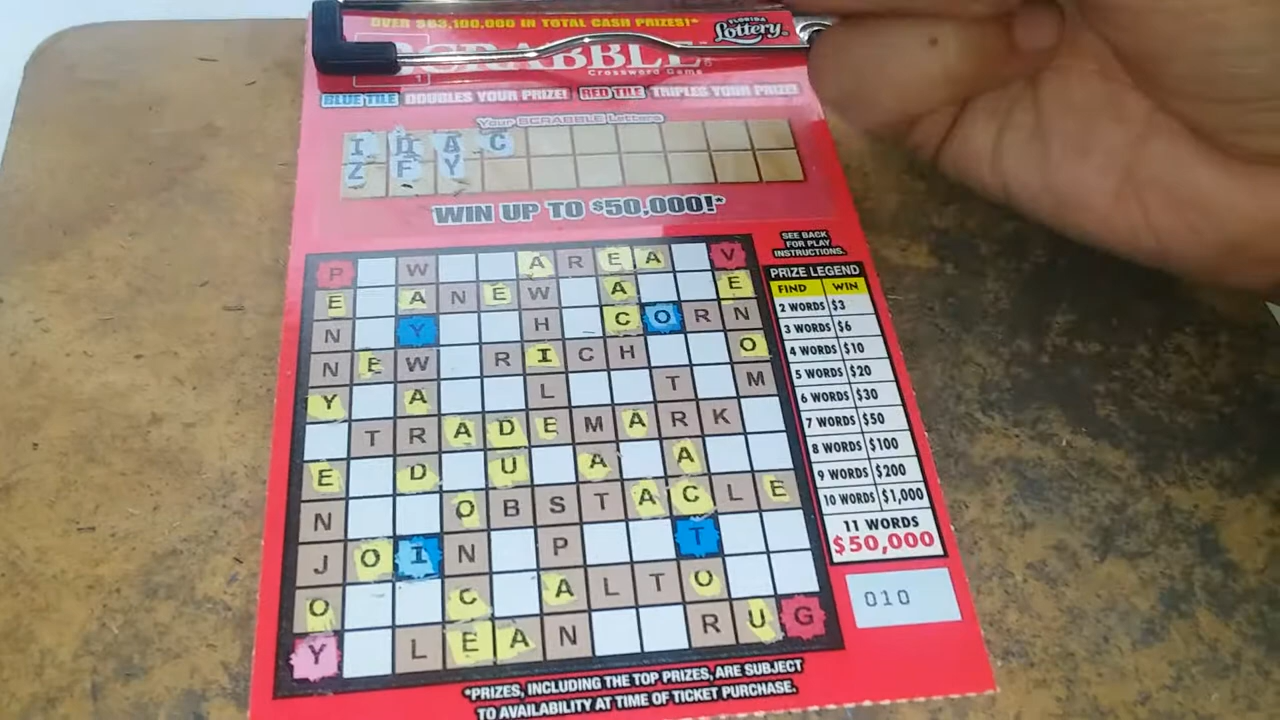 OVER $63,100,000 IN TOTAL CASH PRIZES!*
FLORIDA
Lottery
SCRABBLE
Crossword Game
1
BLUE TILE DOUBLES YOUR PRIZE! RED TILE TRIPLES YOUR PRIZE!
Your SCRABBLE Letters
I D A C
Z F Y
WIN UP TO $50,000!*
SEE BACK
FOR PLAY
INSTRUCTIONS.
P W A R E A V
E A N E W A E
N Y H C O R N
N E W R I C H O
Y A L T M
T R A D E M A R K
E D U A A
N O B S T A C L E
J O I N P T
O C A L T O
Y L E A N R U G
PRIZE LEGEND
FIND WIN
2 WORDS $3
3 WORDS $6
4 WORDS $10
5 WORDS $20
6 WORDS $30
7 WORDS $50
8 WORDS $100
9 WORDS $200
10 WORDS $1,000
11 WORDS
$50,000
010
*PRIZES, INCLUDING THE TOP PRIZES, ARE SUBJECT
TO AVAILABILITY AT TIME OF TICKET PURCHASE.